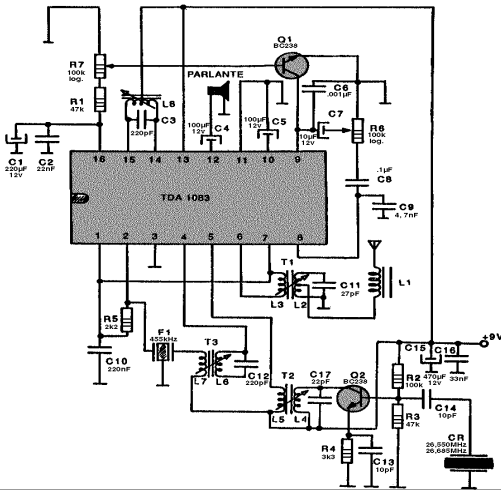 Q1
BC238
R7
100k
log.
PARLANTE
C6
.001µF
R1
47k
L8
C3
220pF
100µF
12v
C4
100µF
12v
C5
C7
10µF
12v
R6
100k
log.
C1
220µF
12V
C2
22nF
.1µF
C8
C9
4,7nF
16
15
14
13
12
11
10
9
TDA 1083
1
2
3
4
5
6
7
8
T1
L3
L2
C11
27pF
L1
R5
2k2
F1
455kHz
T3
C10
220nF
L7
L6
C12
220pF
+9V
C15
C16
470µF
12V
33nF
T2
C17
22pF
Q2
BC238
R2
100k
L5
L4
R3
47k
C14
10pF
CR
26,550MHz
26,685MHz
R4
3k3
C13
10pF